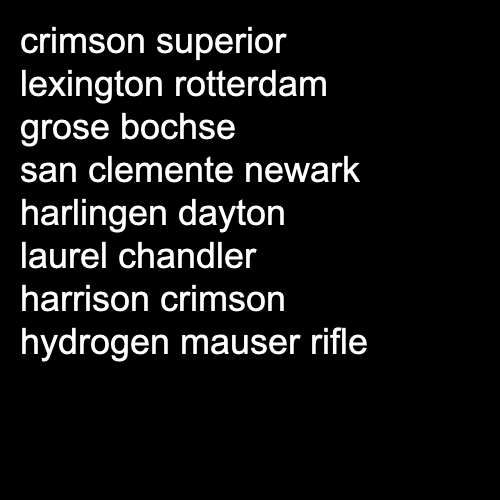 crimson superior
lexington rotterdam
grose bochse
san clemente newark
harlingen dayton
laurel chandler
harrison crimson
hydrogen mauser rifle